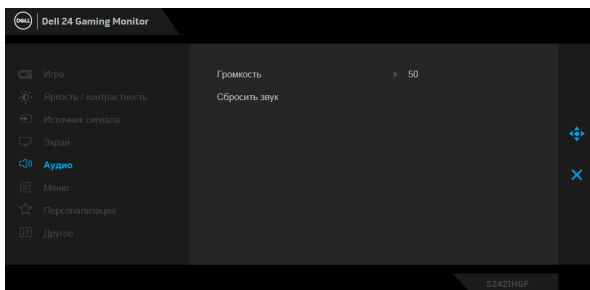 DELL Dell 24 Gaming Monitor
Игра
Яркость / контрастность
Источник сигнала
Экран
Аудио
Меню
Персонализация
Другое
Громкость 50
Сбросить звук
S2421HGF